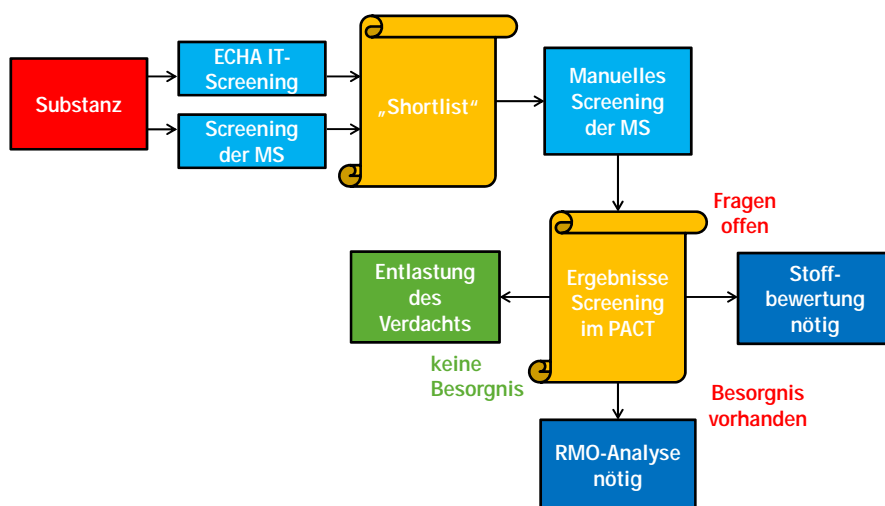 Substanz
ECHA IT-
Screening
Screening
der MS
„Shortlist“
Manuelles
Screening
der MS
Fragen
offen
Entlastung
des
Verdachts
Ergebnisse
Screening
im PACT
Stoff-
bewertung
nötig
keine
Besorgnis
Besorgnis
vorhanden
RMO-Analyse
nötig